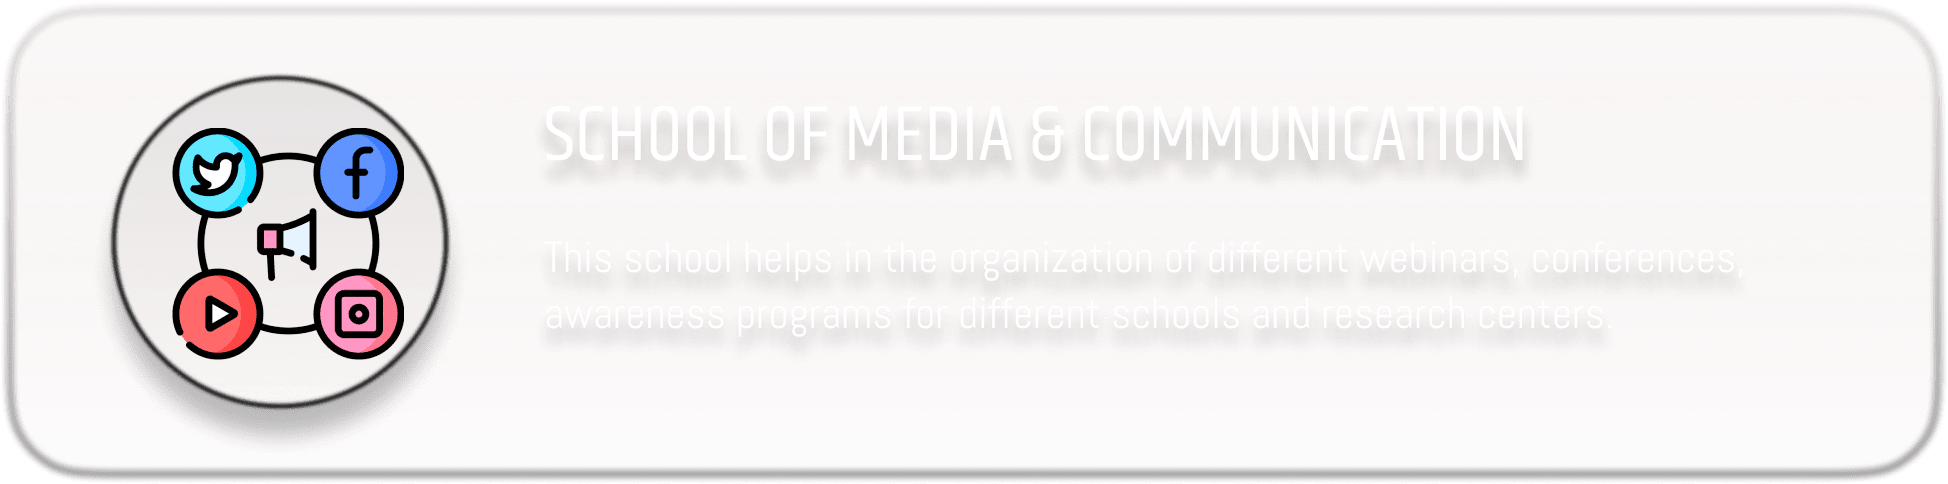 SCHOOL OF MEDIA & COMMUNICATION
This school helps in the organization of different webinars, conferences,
awareness programs for different schools and research centers.